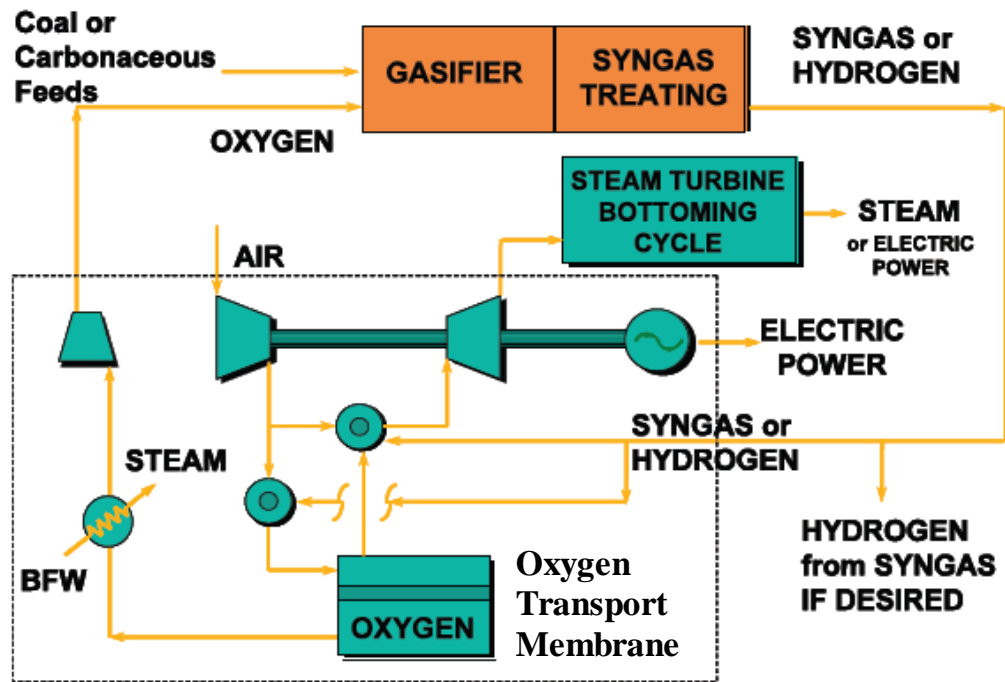 Coal or
Carbonaceous
Feeds
GASIFIER
SYNGAS
TREATING
SYNGAS or
HYDROGEN
OXYGEN
STEAM TURBINE
BOTTOMING
CYCLE
STEAM
or ELECTRIC
POWER
AIR
ELECTRIC
POWER
SYNGAS or
HYDROGEN
STEAM
BFW
OXYGEN
Oxygen
Transport
Membrane
HYDROGEN
from SYNGAS
IF DESIRED